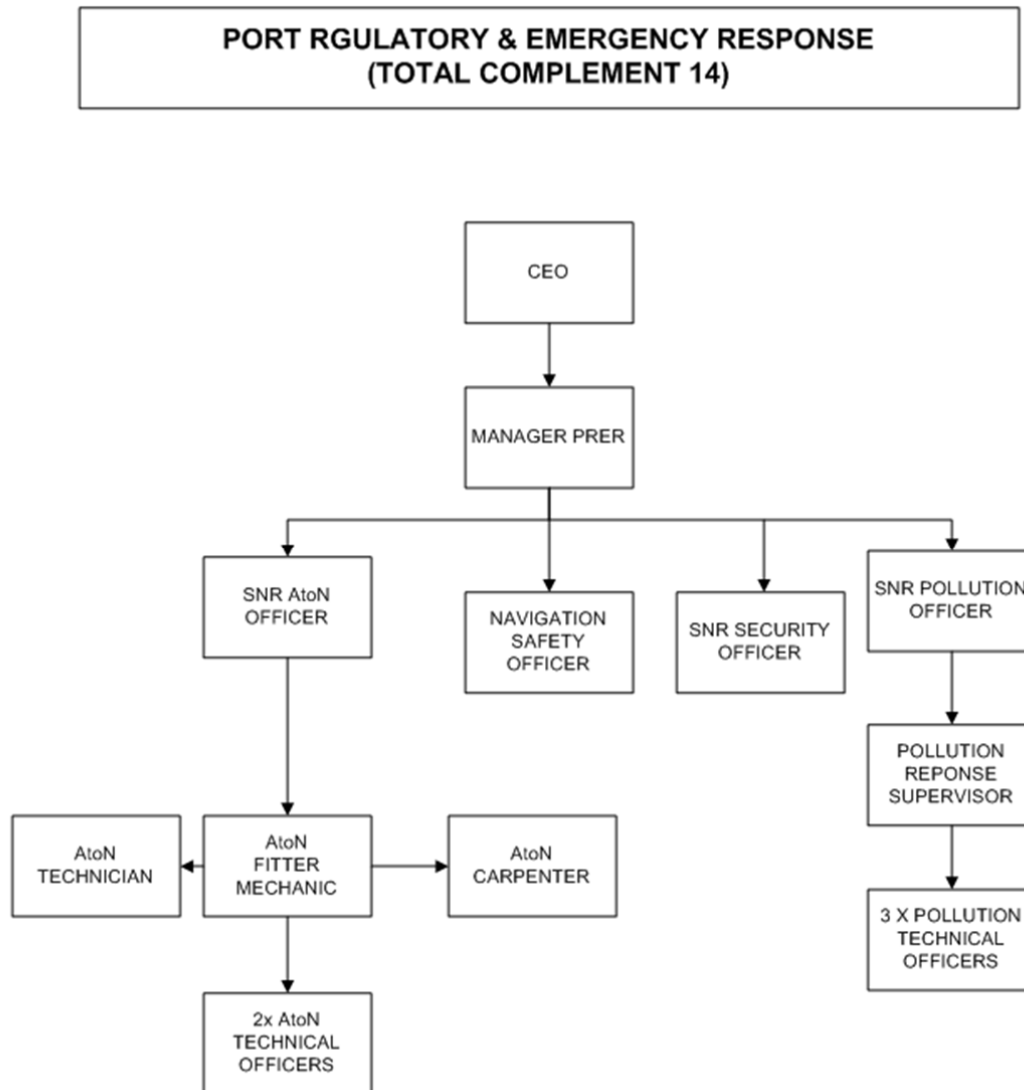 PORT RGULATORY & EMERGENCY RESPONSE
(TOTAL COMPLEMENT 14)
CEO
MANAGER PRER
SNR AtoN
OFFICER
NAVIGATION
SAFETY
OFFICER
SNR SECURITY
OFFICER
SNR POLLUTION
OFFICER
POLLUTION
REPONSE
SUPERVISOR
AtoN
TECHNICIAN
AtoN
FITTER
MECHANIC
AtoN
CARPENTER
3 X POLLUTION
TECHNICAL
OFFICERS
2x AtoN
TECHNICAL
OFFICERS